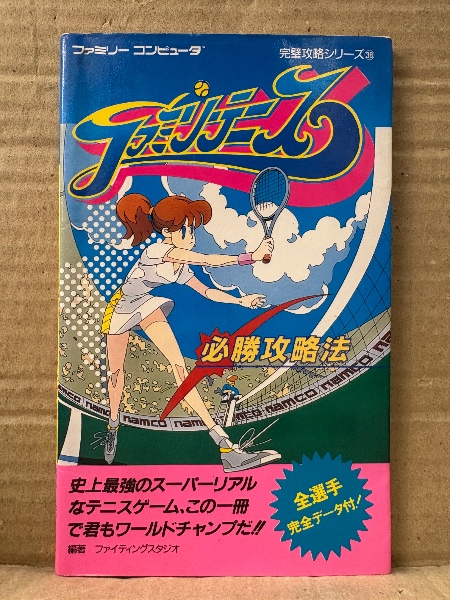 ファミリー コンピュータ™
完璧攻略シリーズ38
ファミリーテニス
必勝攻略法
namco namco namco namco namco namco namco
史上最強のスーパーリアル
なテニスゲーム、この一冊
で君もワールドチャンプだ!!
編著 ファイティングスタジオ
全選手
完全データ付!